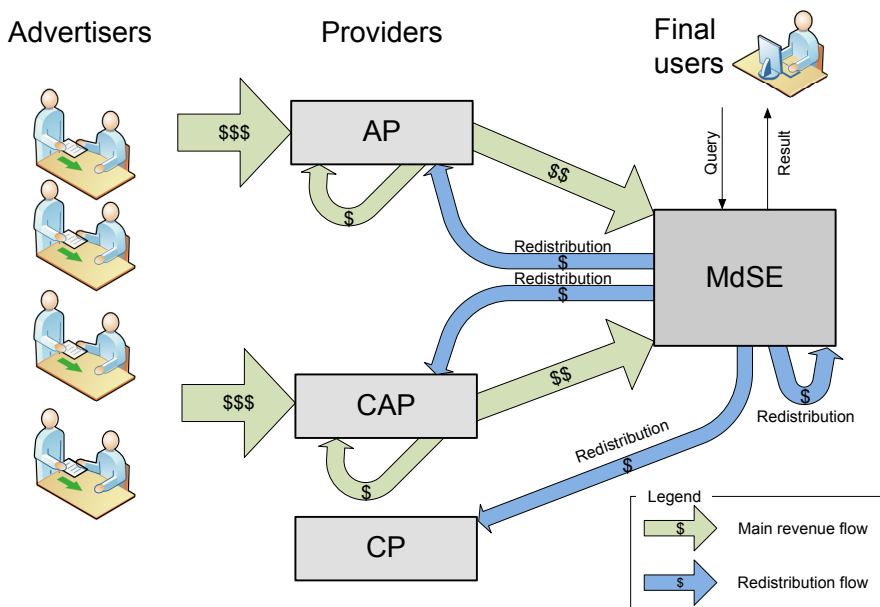 Advertisers
Providers
Final
users
$$$
AP
$$
$
Query
Result
Redistribution
$
Redistribution
$
MdSE
$$$
CAP
$$
$
$
Redistribution
Redistribution
$
CP
Legend
$
Main revenue flow
$
Redistribution flow